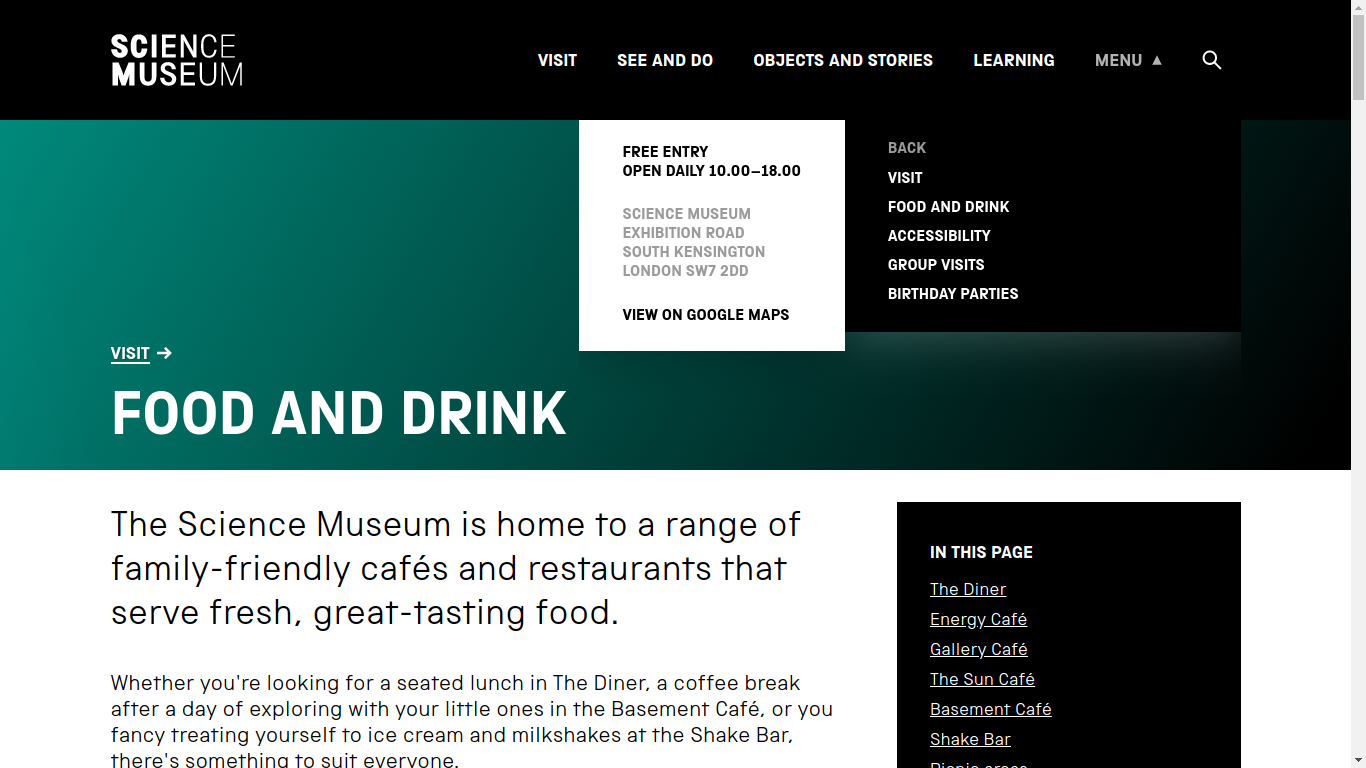 SCIENCE
MUSEUM
VISIT
SEE AND DO
OBJECTS AND STORIES
LEARNING
MENU ▲
FREE ENTRY
OPEN DAILY 10.00–18.00
SCIENCE MUSEUM
EXHIBITION ROAD
SOUTH KENSINGTON
LONDON SW7 2DD
VIEW ON GOOGLE MAPS
BACK
VISIT
FOOD AND DRINK
ACCESSIBILITY
GROUP VISITS
BIRTHDAY PARTIES
VISIT →
FOOD AND DRINK
The Science Museum is home to a range of
family-friendly cafés and restaurants that
serve fresh, great-tasting food.
Whether you're looking for a seated lunch in The Diner, a coffee break
after a day of exploring with your little ones in the Basement Café, or you
fancy treating yourself to ice cream and milkshakes at the Shake Bar,
there's something to suit everyone.
IN THIS PAGE
The Diner
Energy Café
Gallery Café
The Sun Café
Basement Café
Shake Bar
Picnic areas